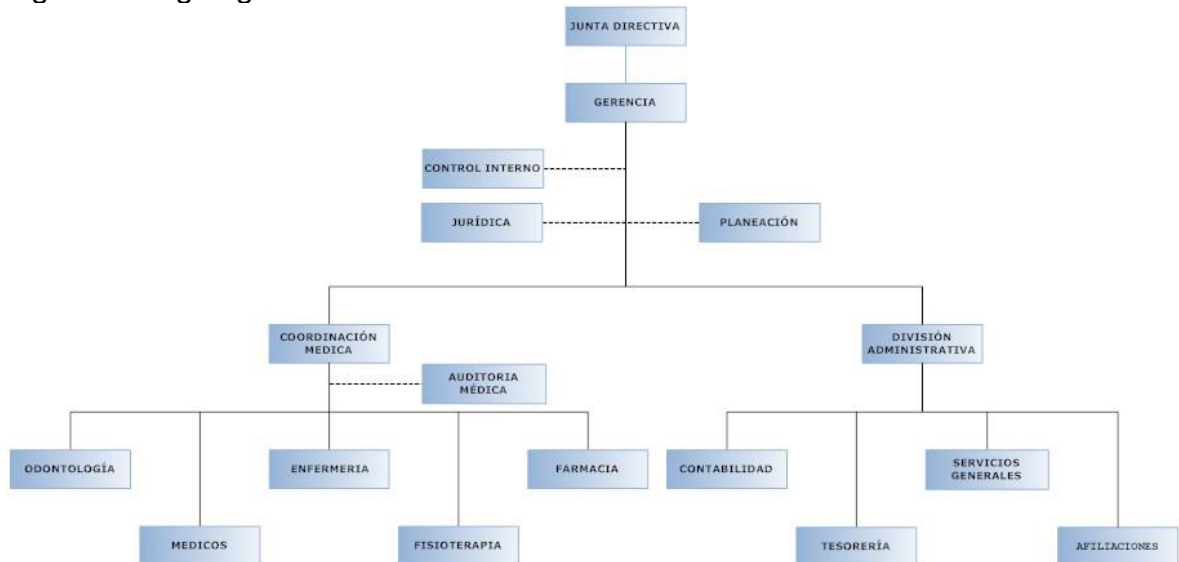 JUNTA DIRECTIVA
GERENCIA
CONTROL INTERNO
JURÍDICA
PLANEACIÓN
COORDINACIÓN
MEDICA
DIVISIÓN
ADMINISTRATIVA
AUDITORIA
MÉDICA
ODONTOLOGÍA
ENFERMERIA
FARMACIA
CONTABILIDAD
SERVICIOS
GENERALES
MEDICOS
FISIOTERAPIA
TESORERÍA
AFILIACIONES